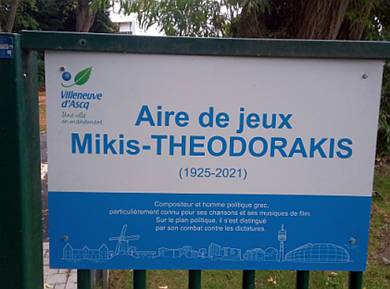 Villeneuve
d'Ascq
Une ville
en mouvement
Aire de jeux
Mikis-THEODORAKIS
(1925-2021)
Compositeur et homme politique grec,
particulièrement connu pour ses chansons et ses musiques de film.
Sur le plan politique, il s'est distingué
par son combat contre les dictatures.